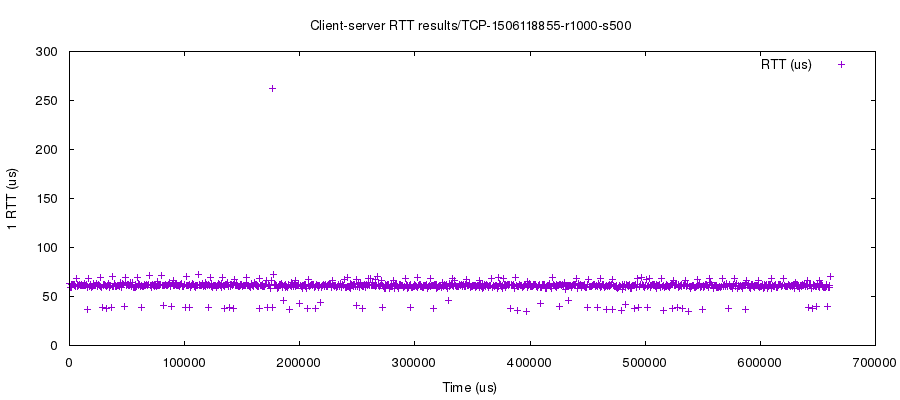 Client-server RTT results/TCP-1506118855-r1000-s500
RTT (us)
300
250
200
150
100
50
0
1 RTT (us)
0 100000 200000 300000 400000 500000 600000 700000
Time (us)